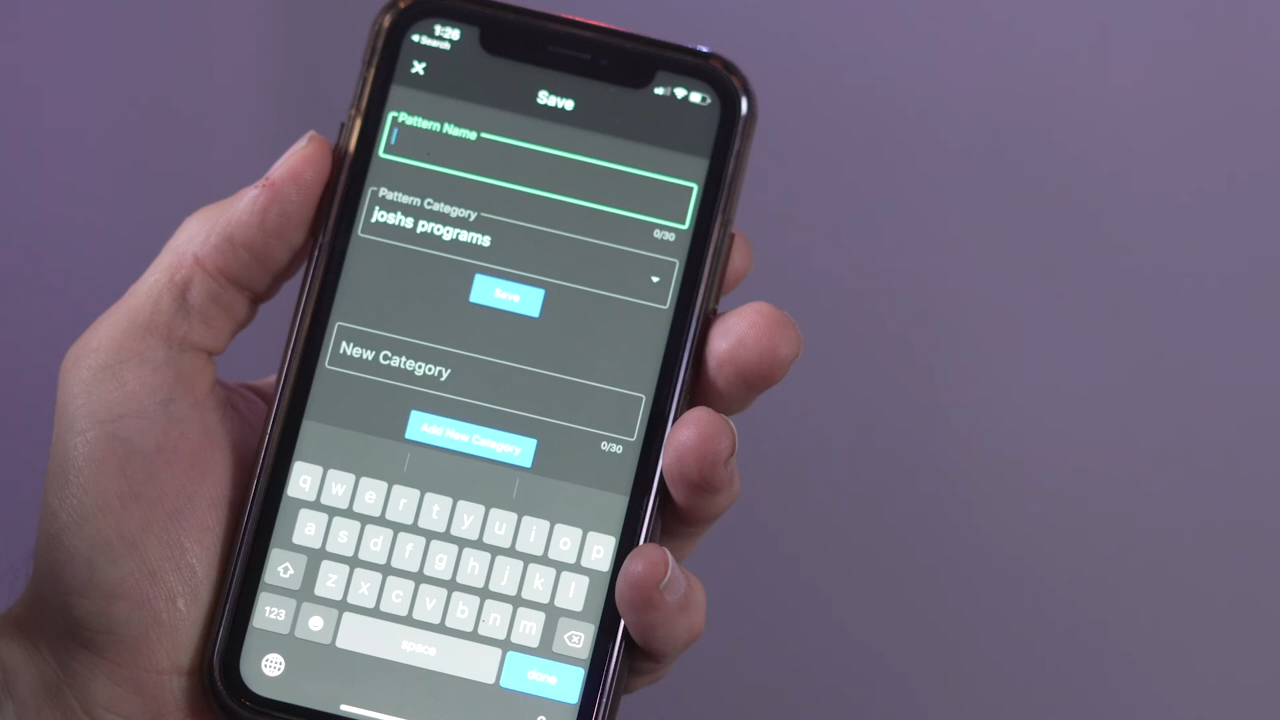 1:26
◀ Search
Save
Pattern Name
0/30
Pattern Category
joshs programs
Save
New Category
0/30
Add New Category
q w e r t y u i o p
a s d f g h j k l
z x c v b n m
123
space
done